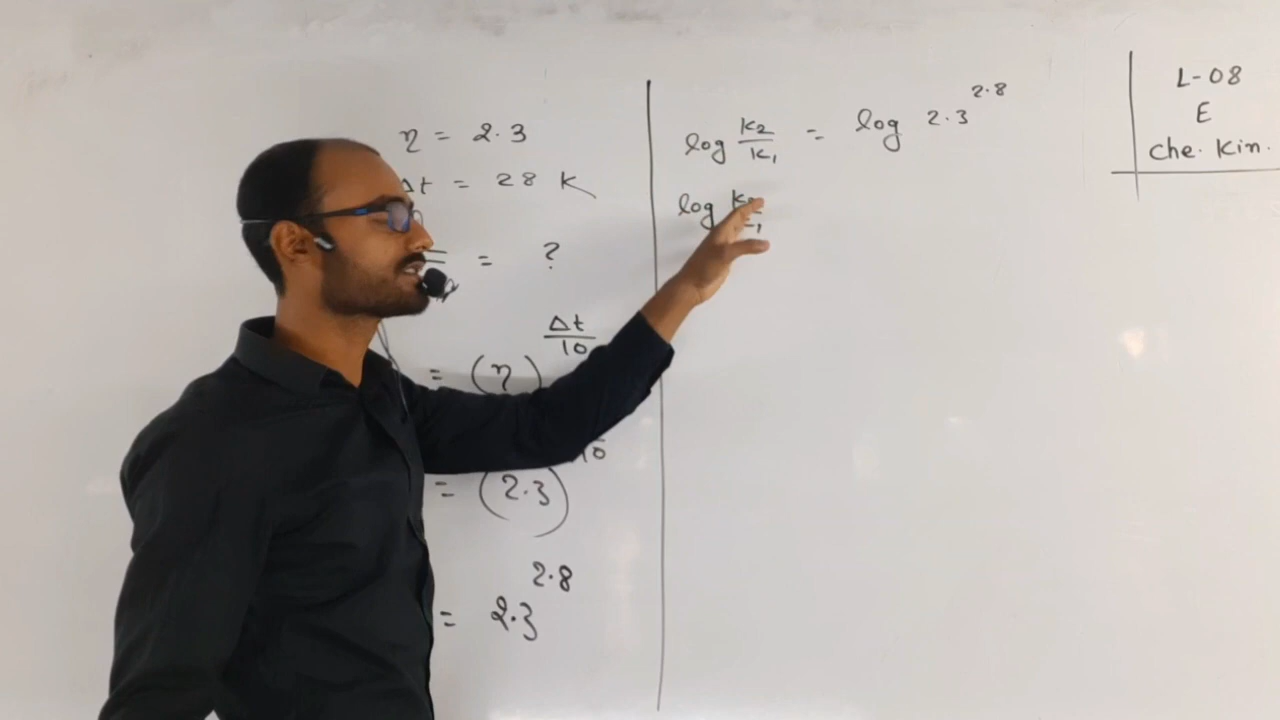 η = 2.3
Δt = 28 K
= ?
= (η) Δt/10
10
= (2.3)
= 2.3^2.8
log K₂/K₁ = log 2.3^2.8
log
L-08
E
Che. Kin.